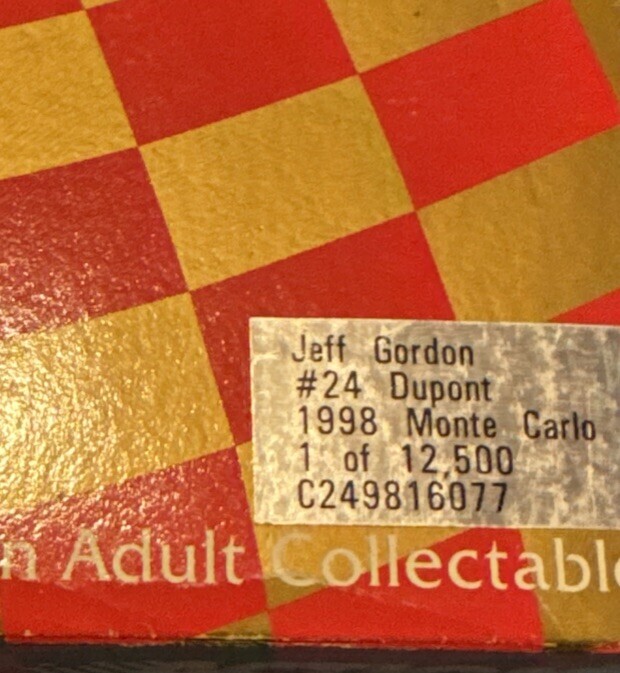 Jeff Gordon
#24 Dupont
1998 Monte Carlo
1 of 12,500
C249816077
n Adult Collectable